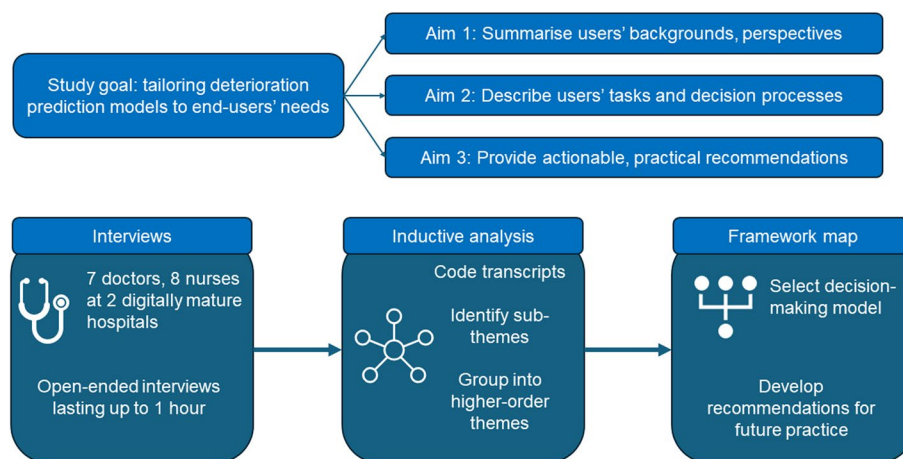 Study goal: tailoring deterioration
prediction models to end-users' needs
Aim 1: Summarise users' backgrounds, perspectives
Aim 2: Describe users' tasks and decision processes
Aim 3: Provide actionable, practical recommendations
Interviews
7 doctors, 8 nurses
at 2 digitally mature
hospitals
Open-ended interviews
lasting up to 1 hour
Inductive analysis
Code transcripts
Identify sub-
themes
Group into
higher-order
themes
Framework map
Select decision-
making model
Develop
recommendations for
future practice